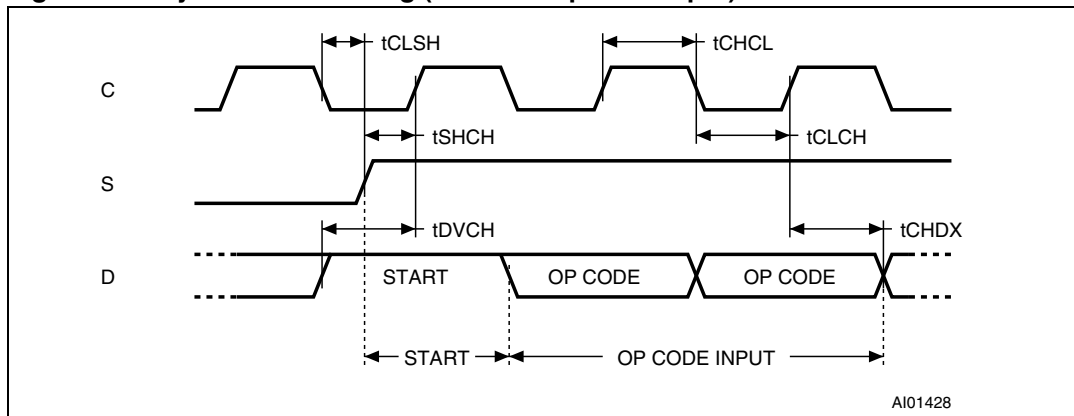 tCLSH tCHCL
C
tSHCH tCLCH
S
tDVCH tCHDX
D START OP CODE OP CODE
START OP CODE INPUT
AI01428